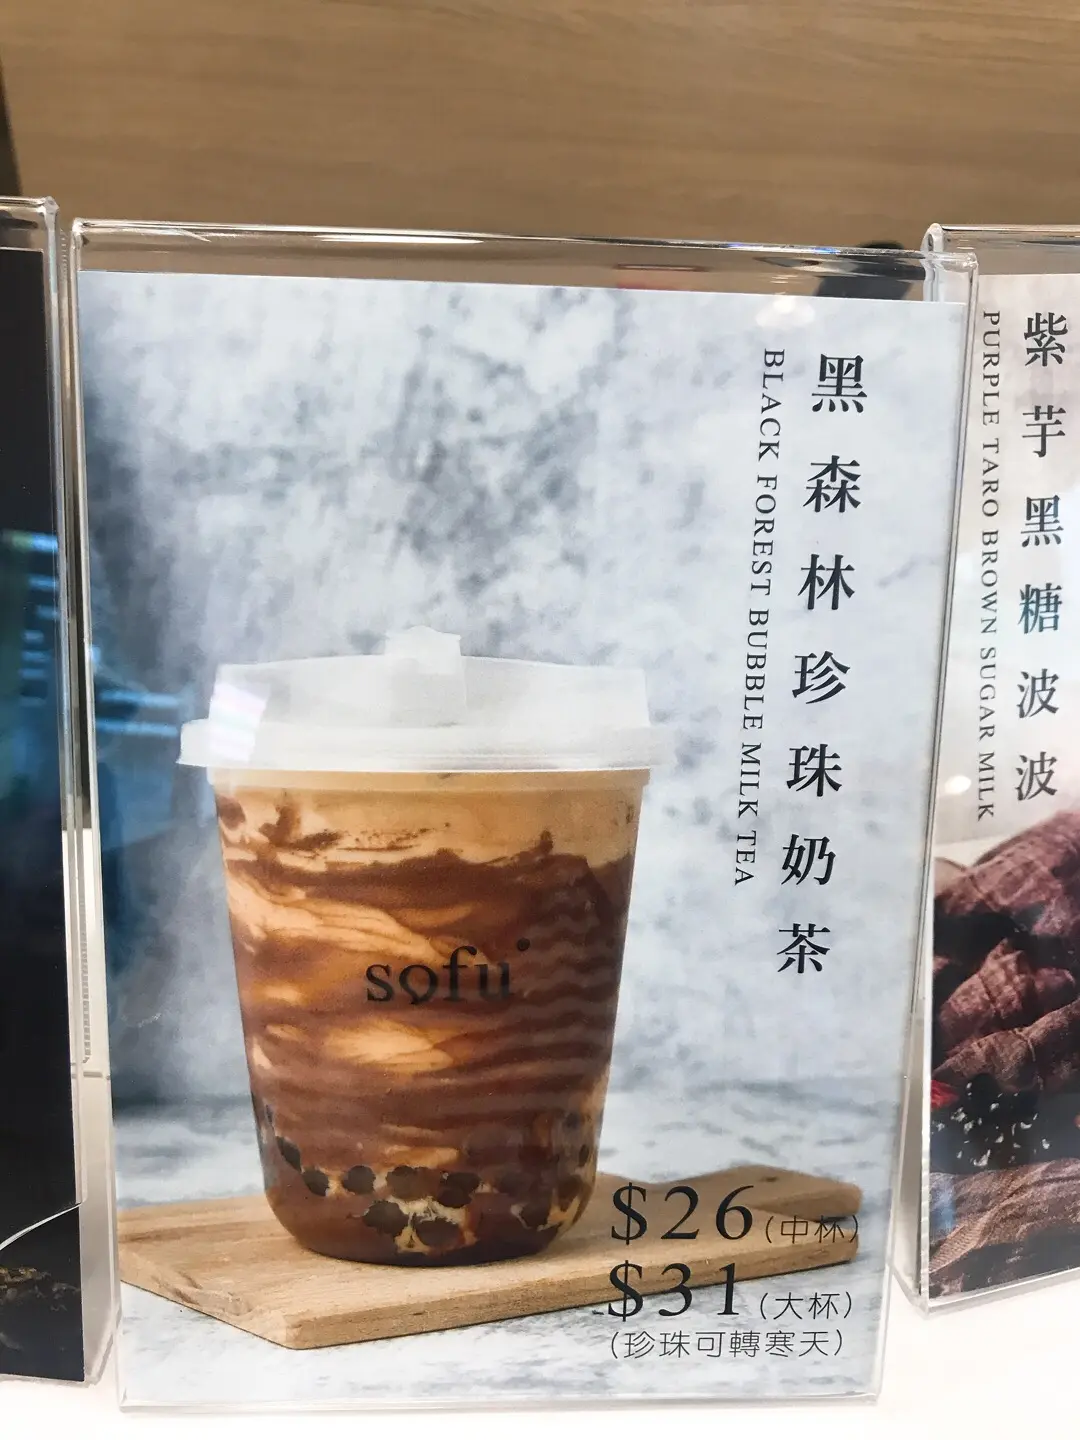 黑森林珍珠奶茶
BLACK FOREST BUBBLE MILK TEA
sofu
$26(中杯)
$31(大杯)
(珍珠可轉寒天)
紫芋黑糖波波
PURPLE TARO BROWN SUGAR MILK